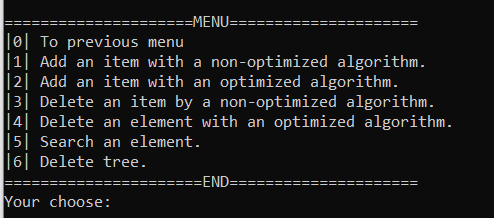 =====================MENU=====================
|0| To previous menu
|1| Add an item with a non-optimized algorithm.
|2| Add an item with an optimized algorithm.
|3| Delete an item by a non-optimized algorithm.
|4| Delete an element with an optimized algorithm.
|5| Search an element.
|6| Delete tree.
======================END=====================
Your choose: